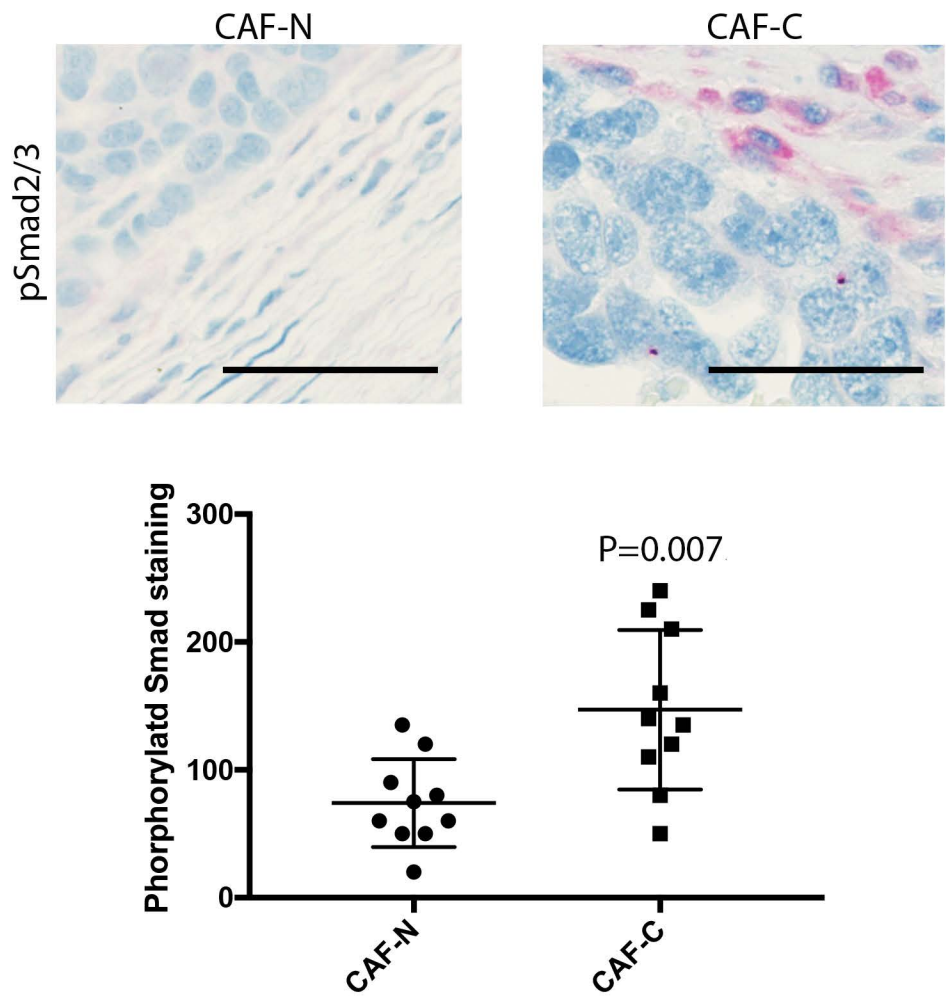 CAF-N
CAF-C
pSmad2/3
Phorphorylatd Smad staining
300
200
100
0
P=0.007
CAF-N
CAF-C